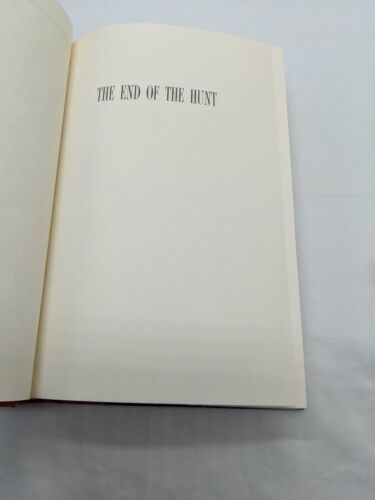 THE END OF THE HUNT